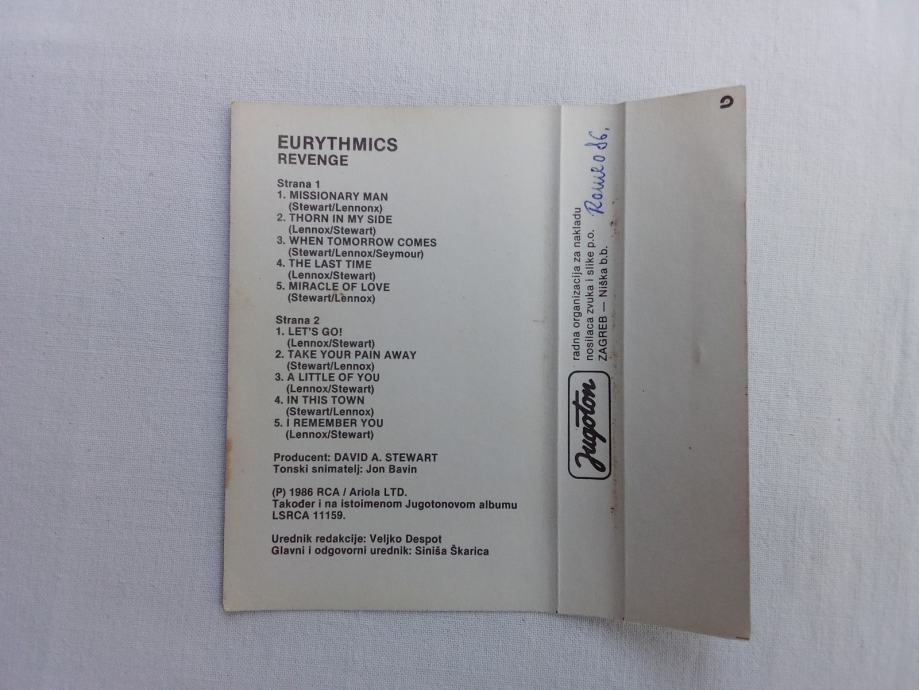 EURYTHMICS
REVENGE
Strana 1
1. MISSIONARY MAN
(Stewart/Lennonx)
2. THORN IN MY SIDE
(Lennox/Stewart)
3. WHEN TOMORROW COMES
(Stewart/Lennox/Seymour)
4. THE LAST TIME
(Lennox/Stewart)
5. MIRACLE OF LOVE
(Stewart/Lennox)
Strana 2
1. LET'S GO!
(Lennox/Stewart)
2. TAKE YOUR PAIN AWAY
(Stewart/Lennox)
3. A LITTLE OF YOU
(Lennox/Stewart)
4. IN THIS TOWN
(Stewart/Lennox)
5. I REMEMBER YOU
(Lennox/Stewart)
Producent: DAVID A. STEWART
Tonski snimatelj: Jon Bavin
(P) 1986 RCA / Ariola LTD.
Također i na istoimenom Jugotonovom albumu
LSRCA 11159.
Urednik redakcije: Veljko Despot
Glavni i odgovorni urednik: Siniša Škarica
Jugoton
radna organizacija za nakladu
nosilaca zvuka i slike p.o.
ZAGREB — Niška b.b.
Romeo 86.